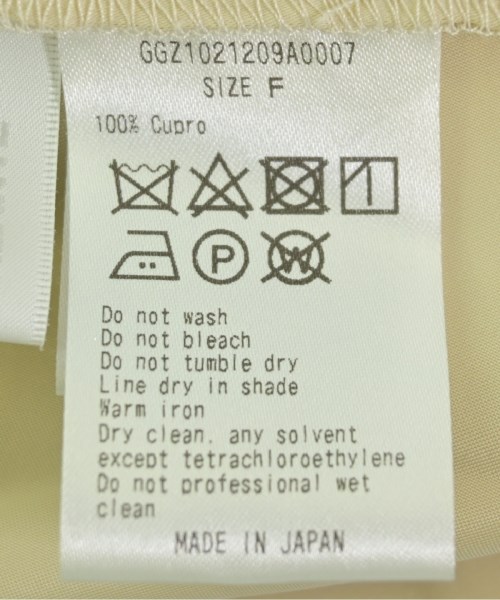 GGZ1021209A0007
SIZE F
100% Cupro
P W
Do not wash
Do not bleach
Do not tumble dry
Line dry in shade
Warm iron
Dry clean, any solvent
except tetrachloroethylene
Do not professional wet
clean
MADE IN JAPAN